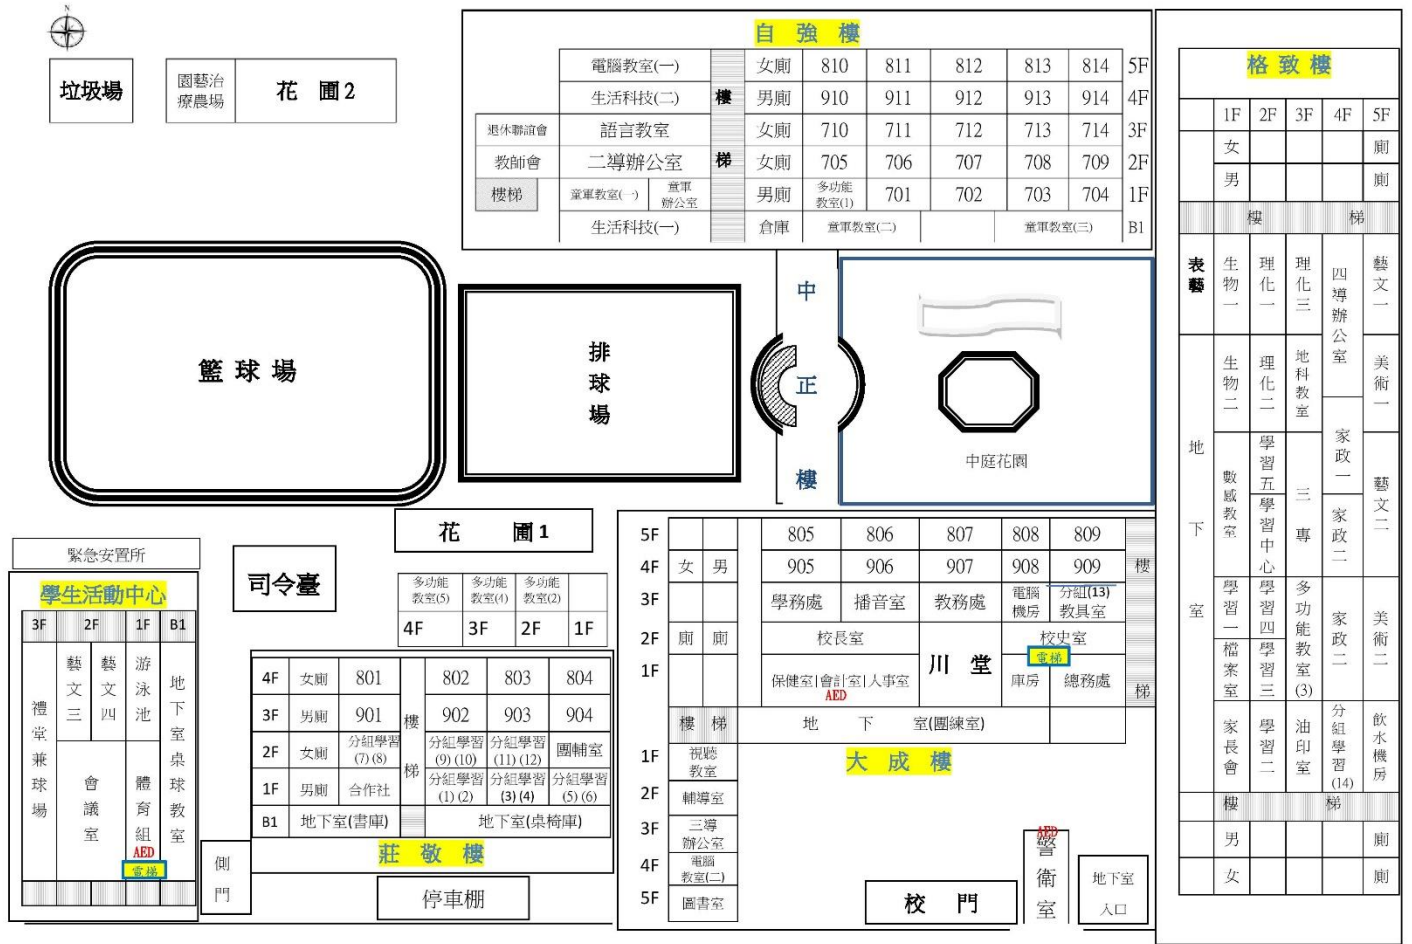 N
垃圾場 園藝治療農場 花 圃2
自 強 樓
電腦教室(一) 女廁 810 811 812 813 814 5F
生活科技(二) 樓 男廁 910 911 912 913 914 4F
退休聯誼會 語言教室 女廁 710 711 712 713 714 3F
教師會 二導辦公室 梯 女廁 705 706 707 708 709 2F
樓梯 童軍教室(一) 童軍辦公室 男廁 多功能教室(1) 701 702 703 704 1F
生活科技(一) 倉庫 童軍教室(二) 童軍教室(三) B1
格致樓
1F 2F 3F 4F 5F
女 廁
男 廁
樓 梯
表藝 生物一 理化一 理化三 四導辦公室 藝文一
地下室 生物二 理化二 地科教室 家政一 美術一
數感教室 學習五 學習中心 三專 家政二 藝文二
學習一 學習四 多功能教室(3) 家政二 美術二
檔案室 學習三
家長會 學習二 油印室 分組學習(14) 飲水機房
樓 梯
男 廁
女 廁
籃球場
排球場
中正樓
中庭花園
花 圃1
司令臺
緊急安置所
學生活動中心
3F 2F 1F B1
禮堂兼球場 藝文三 藝文四 游泳池 地下室桌球教室
會議室 體育組
AED
電梯
側門
多功能教室(5) 多功能教室(4) 多功能教室(2)
4F 3F 2F 1F
4F 女廁 801 802 803 804
3F 男廁 901 樓 902 903 904
2F 女廁 分組學習(7)(8) 梯 分組學習(9)(10) 分組學習(11)(12) 團輔室
1F 男廁 合作社 分組學習(1)(2) 分組學習(3)(4) 分組學習(5)(6)
B1 地下室(書庫) 地下室(桌椅庫)
莊敬樓
停車棚
5F 805 806 807 808 809
4F 女 男 905 906 907 908 909 樓
3F 學務處 播音室 教務處 電腦機房 分組(13)教具室
2F 廁 廁 校長室 川堂 校史室
電梯
1F 保健室|會計室|人事室 庫房 總務處 梯
AED
樓 梯 地 下 室(團練室)
大成樓
1F 視聽教室
2F 輔導室
3F 三導辦公室
4F 電腦教室(二)
5F 圖書室
校 門
AED
警衛室
地下室入口